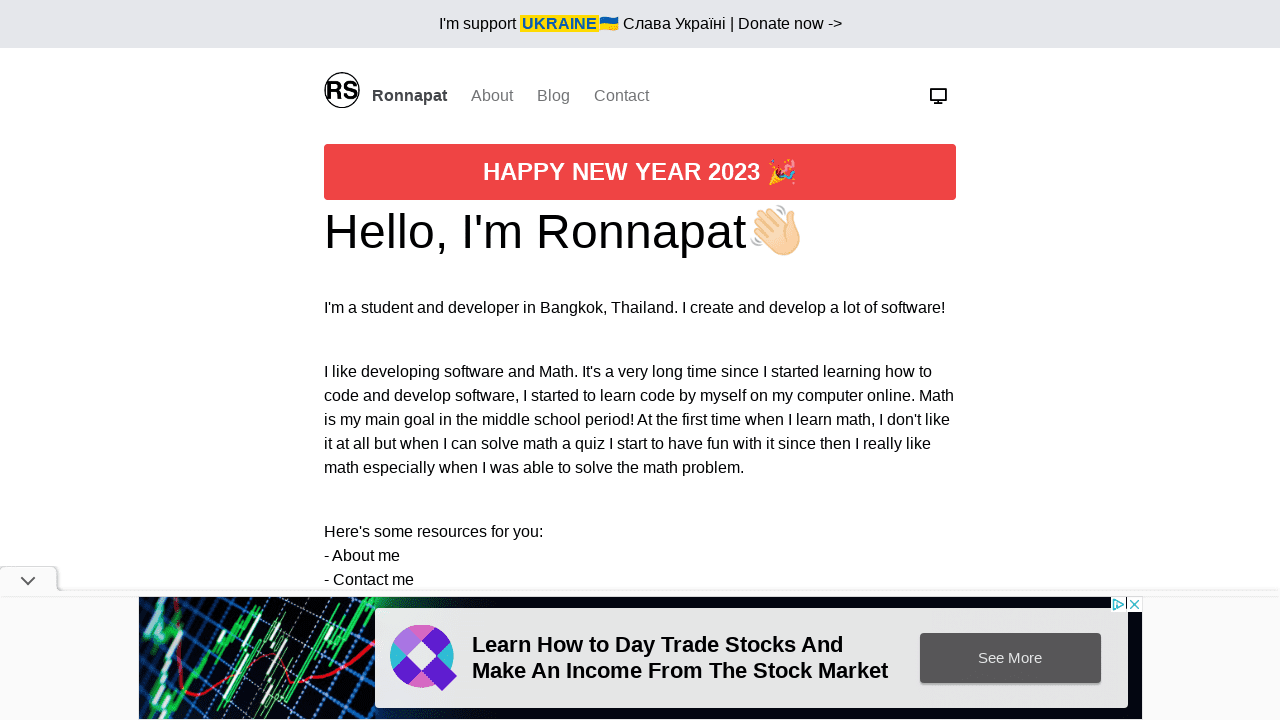 I'm support UKRAINE🇺🇦 Слава Україні | Donate now ->
RS Ronnapat About Blog Contact
HAPPY NEW YEAR 2023 🎉
Hello, I'm Ronnapat👋🏻
I'm a student and developer in Bangkok, Thailand. I create and develop a lot of software!
I like developing software and Math. It's a very long time since I started learning how to
code and develop software, I started to learn code by myself on my computer online. Math
is my main goal in the middle school period! At the first time when I learn math, I don't like
it at all but when I can solve math a quiz I start to have fun with it since then I really like
math especially when I was able to solve the math problem.
Here's some resources for you:
- About me
- Contact me
Learn How to Day Trade Stocks And
Make An Income From The Stock Market
See More